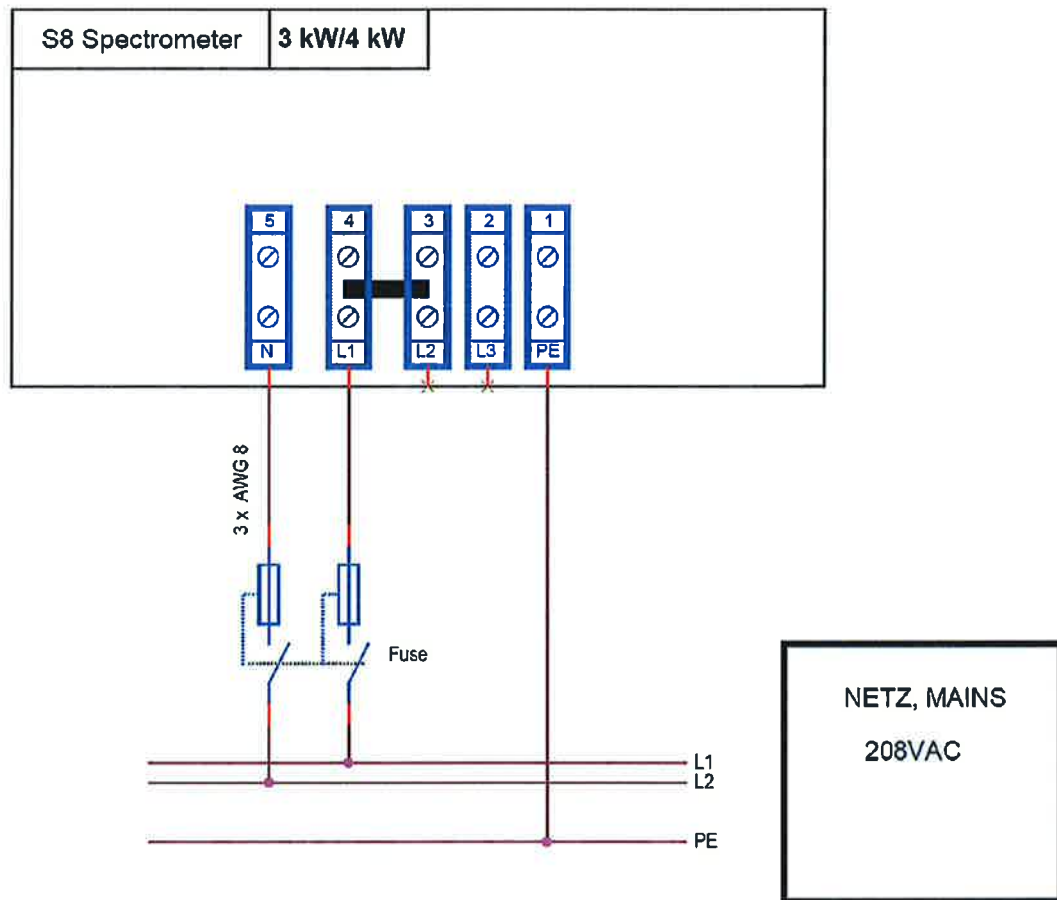 S8 Spectrometer 3 kW/4 kW
5 4 3 2 1
N L1 L2 L3 PE
3 x AWG 8
Fuse
NETZ, MAINS
208VAC
L1
L2
PE